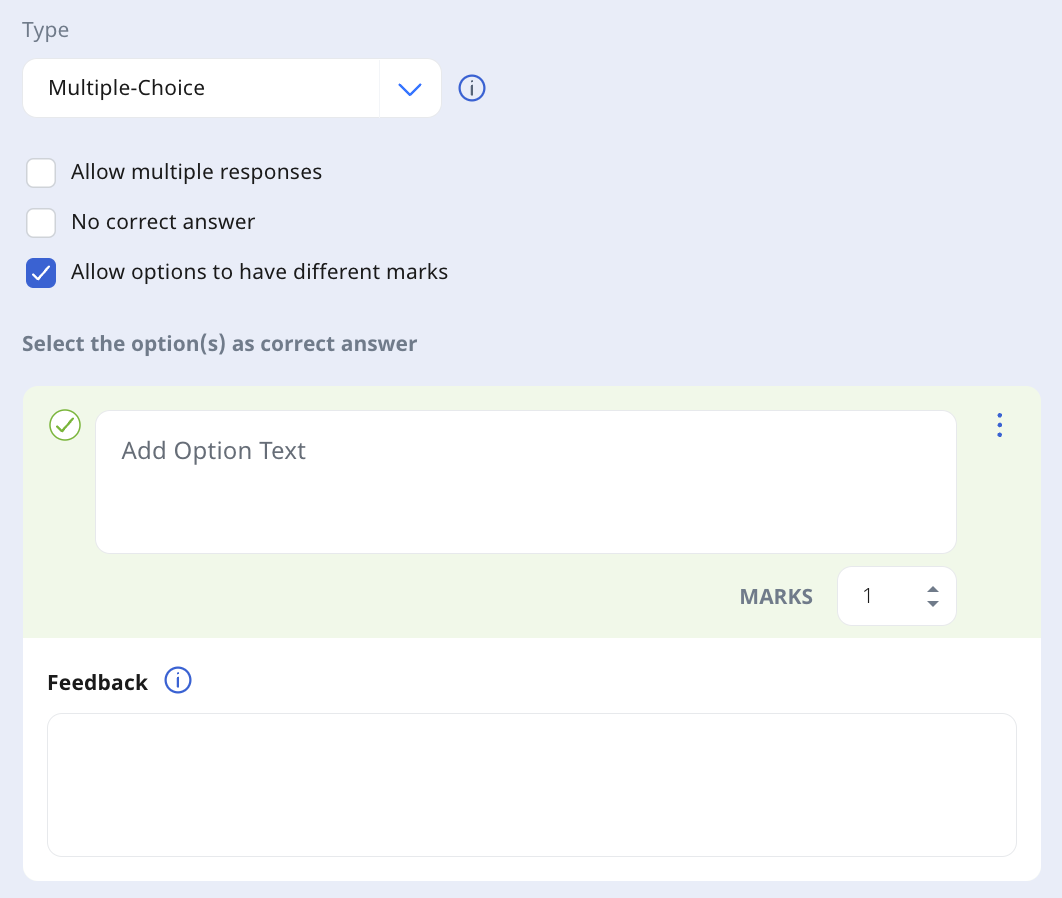 Type
Multiple-Choice
Allow multiple responses
No correct answer
Allow options to have different marks
Select the option(s) as correct answer
Add Option Text
MARKS 1
Feedback